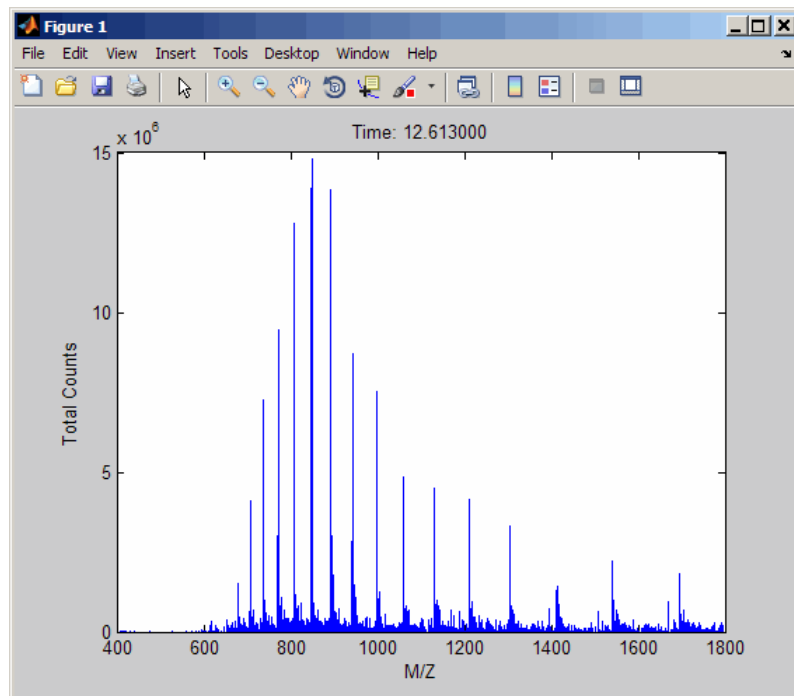 Figure 1
File Edit View Insert Tools Desktop Window Help
x 10^6
Time: 12.613000
15
10
5
0
Total Counts
400 600 800 1000 1200 1400 1600 1800
M/Z